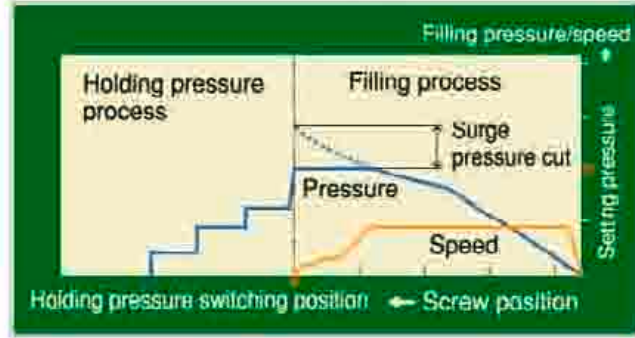 Filling pressure/speed
Holding pressure
process
Filling process
Surge
pressure cut
Pressure
Speed
Setting pressure
Holding pressure switching position
Screw position